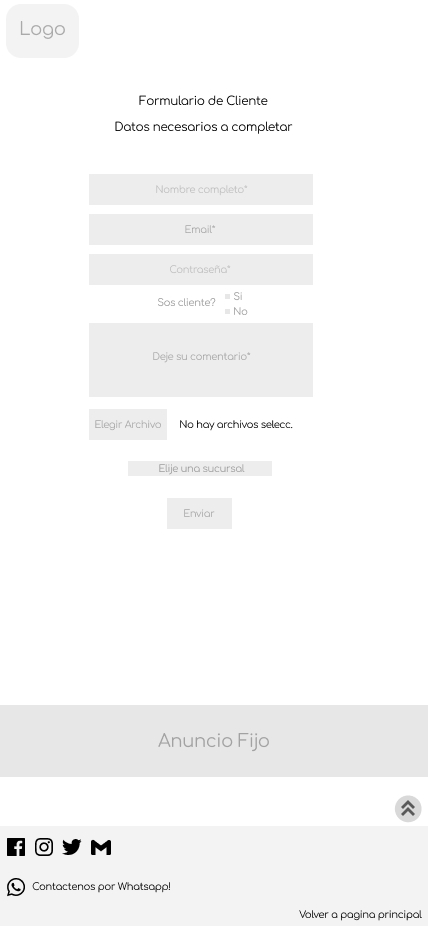 Logo
Formulario de Cliente
Datos necesarios a completar
Nombre completo*
Email*
Contraseña*
Sos cliente?
Si
No
Deje su comentario*
Elegir Archivo No hay archivos selecc.
Elije una sucursal
Enviar
Anuncio Fijo
Contactenos por Whatsapp!
Volver a pagina principal